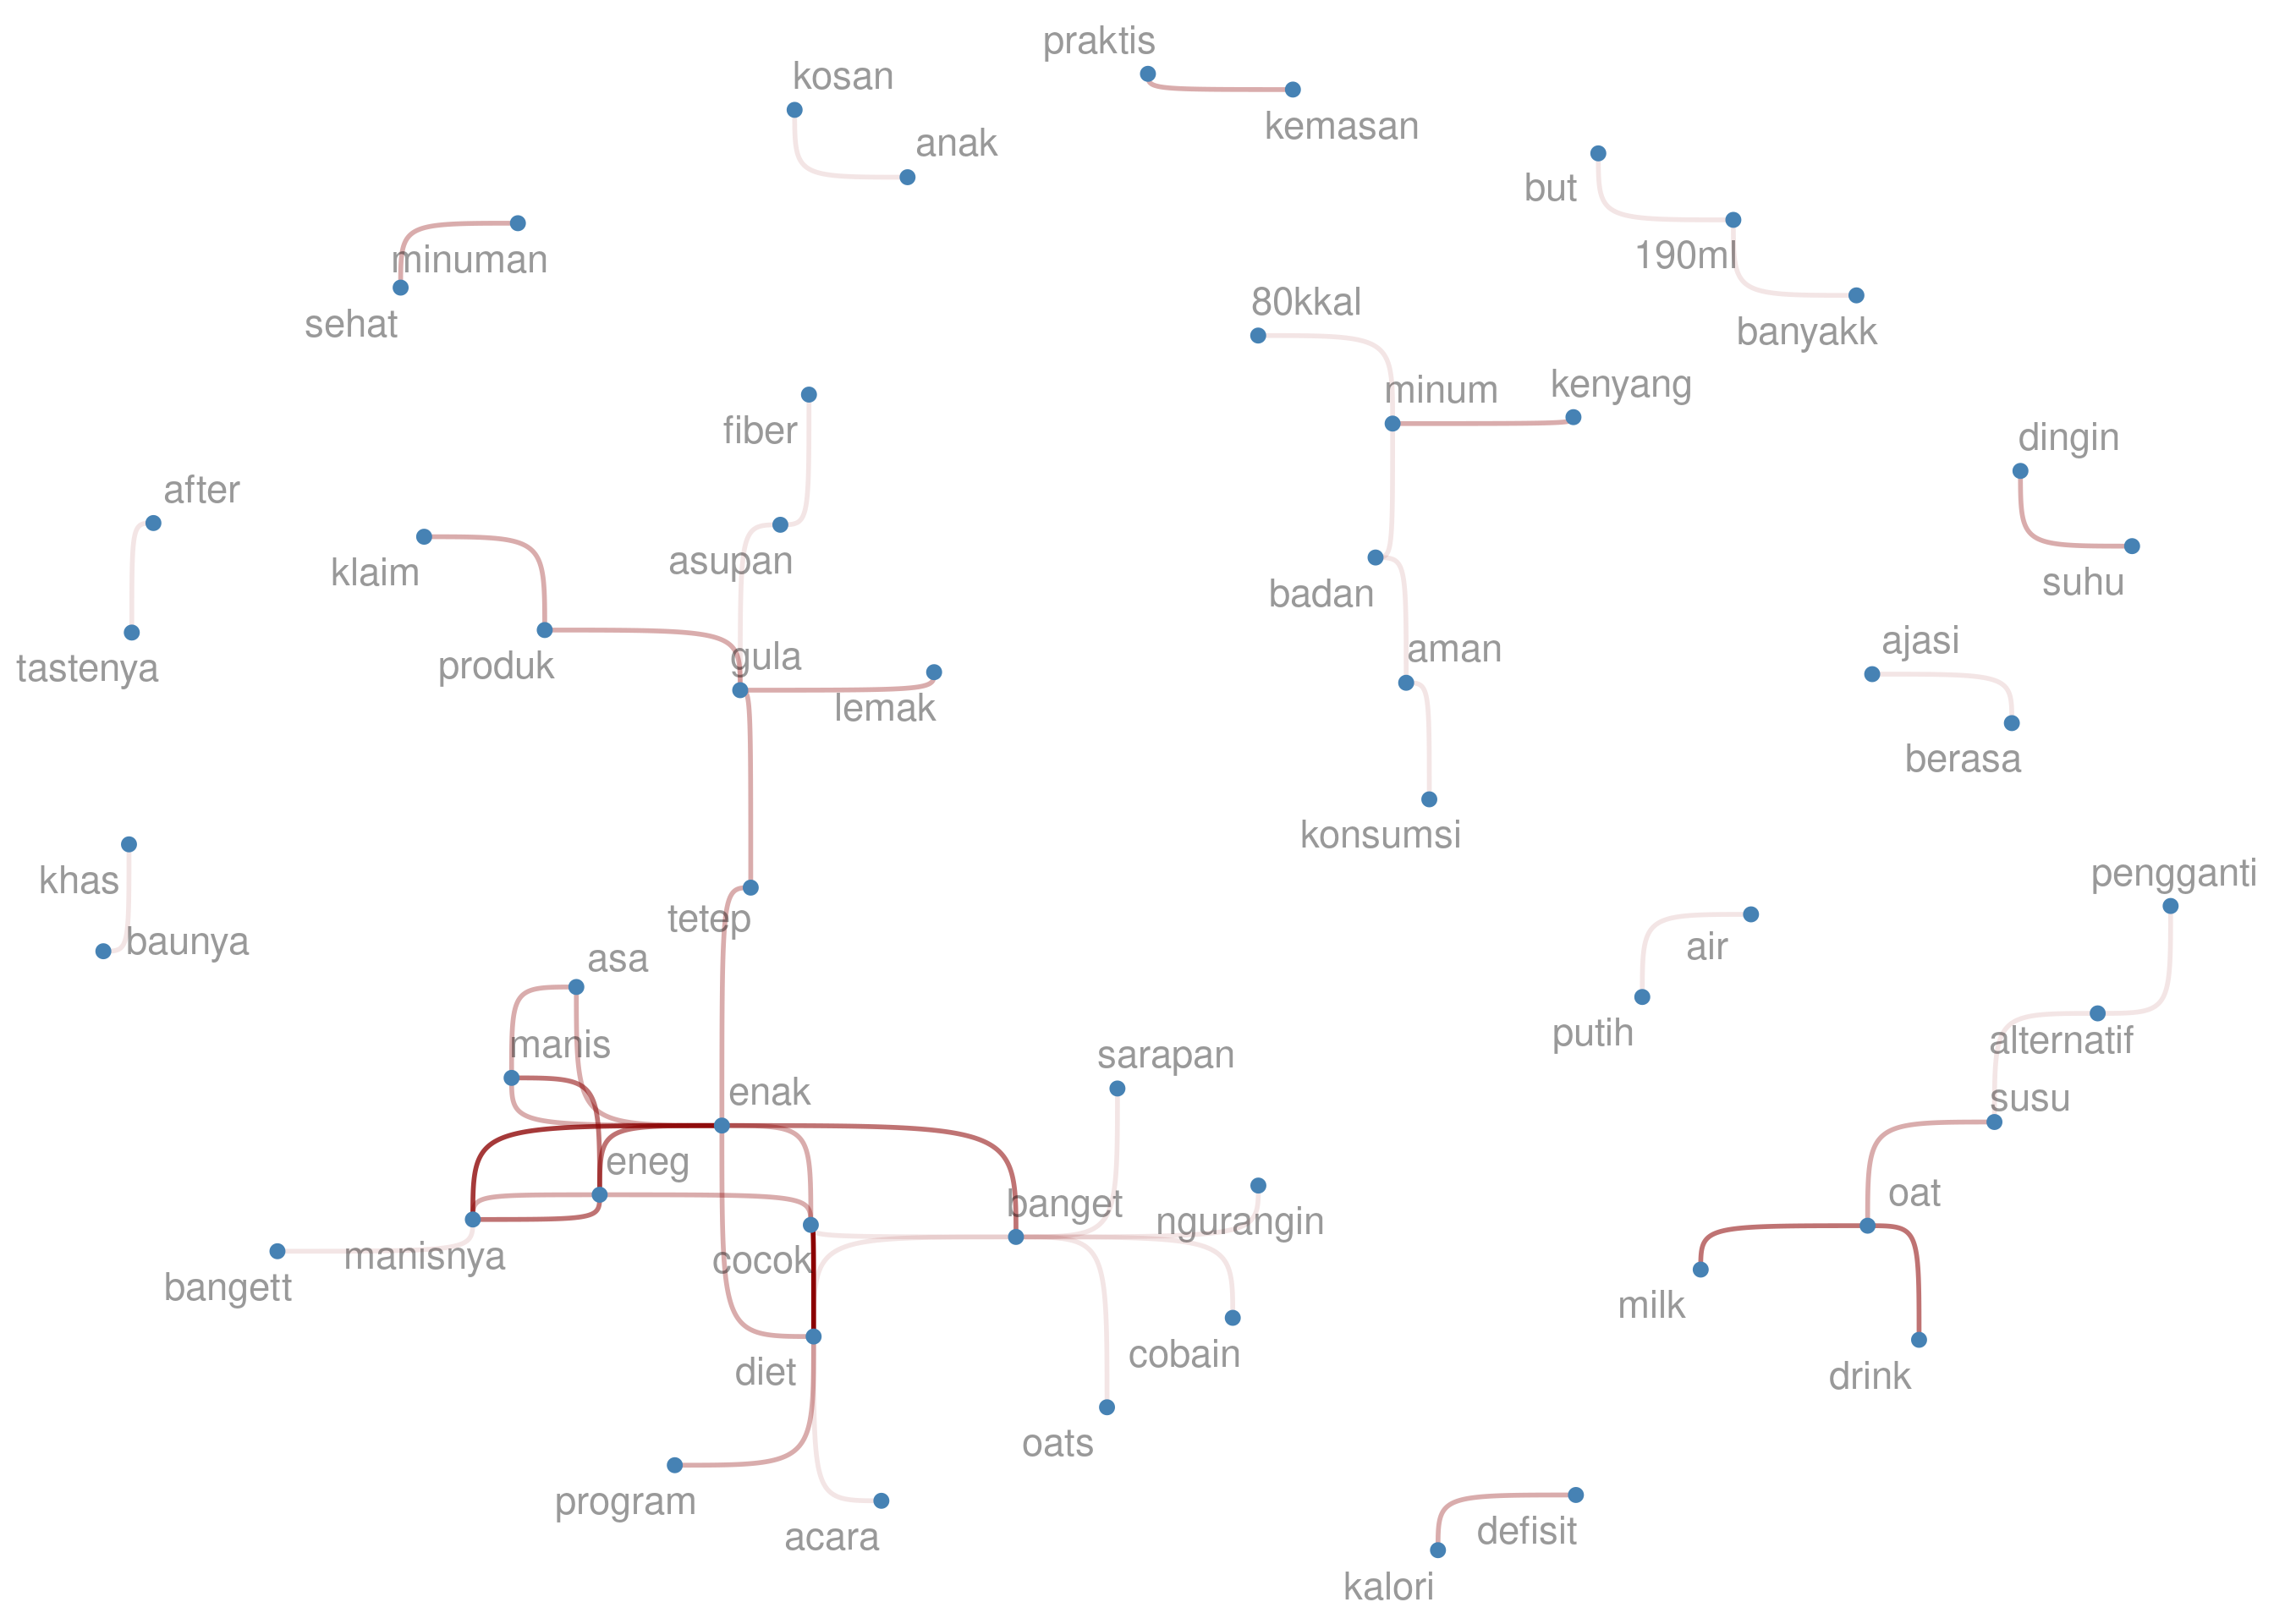 praktis
kosan
kemasan
anak
but
190ml
minuman
80kkal
sehat
banyakk
minum
kenyang
fiber
dingin
after
asupan
klaim
suhu
badan
ajasi
aman
gula
produk
tastenya
lemak
berasa
konsumsi
pengganti
khas
tetep
baunya
air
asa
putih
alternatif
manis
sarapan
enak
susu
eneg
oat
banget
ngurangin
manisnya
cocok
bangett
milk
cobain
diet
drink
oats
program
defisit
acara
kalori